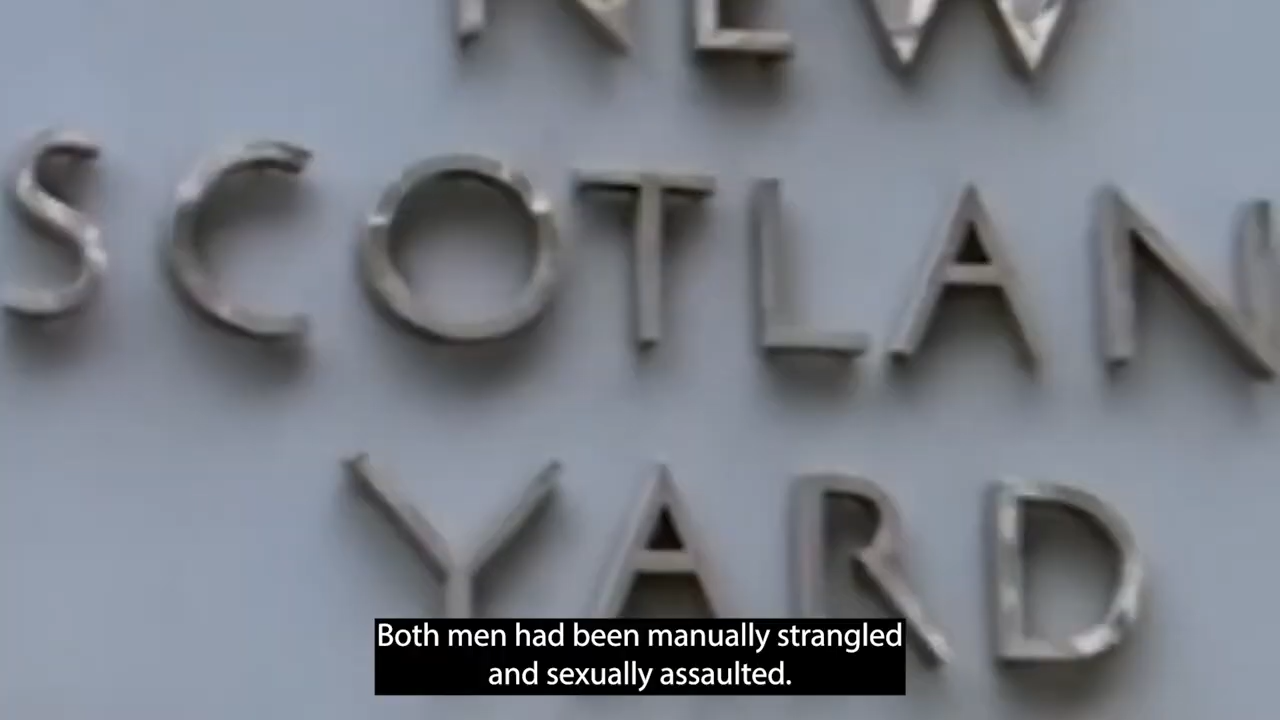 NEW
SCOTLAN
YARD
Both men had been manually strangled
and sexually assaulted.